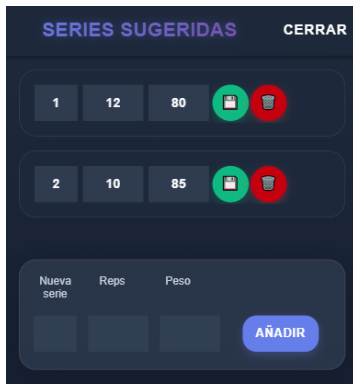 SERIES SUGERIDAS CERRAR
1 12 80
2 10 85
Nueva serie Reps Peso
AÑADIR